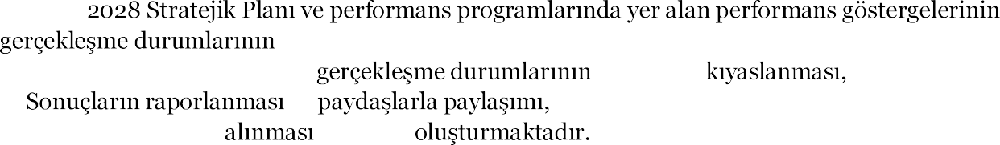 2028 Stratejik Planı ve performans programlarında yer alan performans göstergelerinin
gerçekleşme durumlarının
gerçekleşme durumlarının kıyaslanması,
Sonuçların raporlanması paydaşlarla paylaşımı,
alınması oluşturmaktadır.